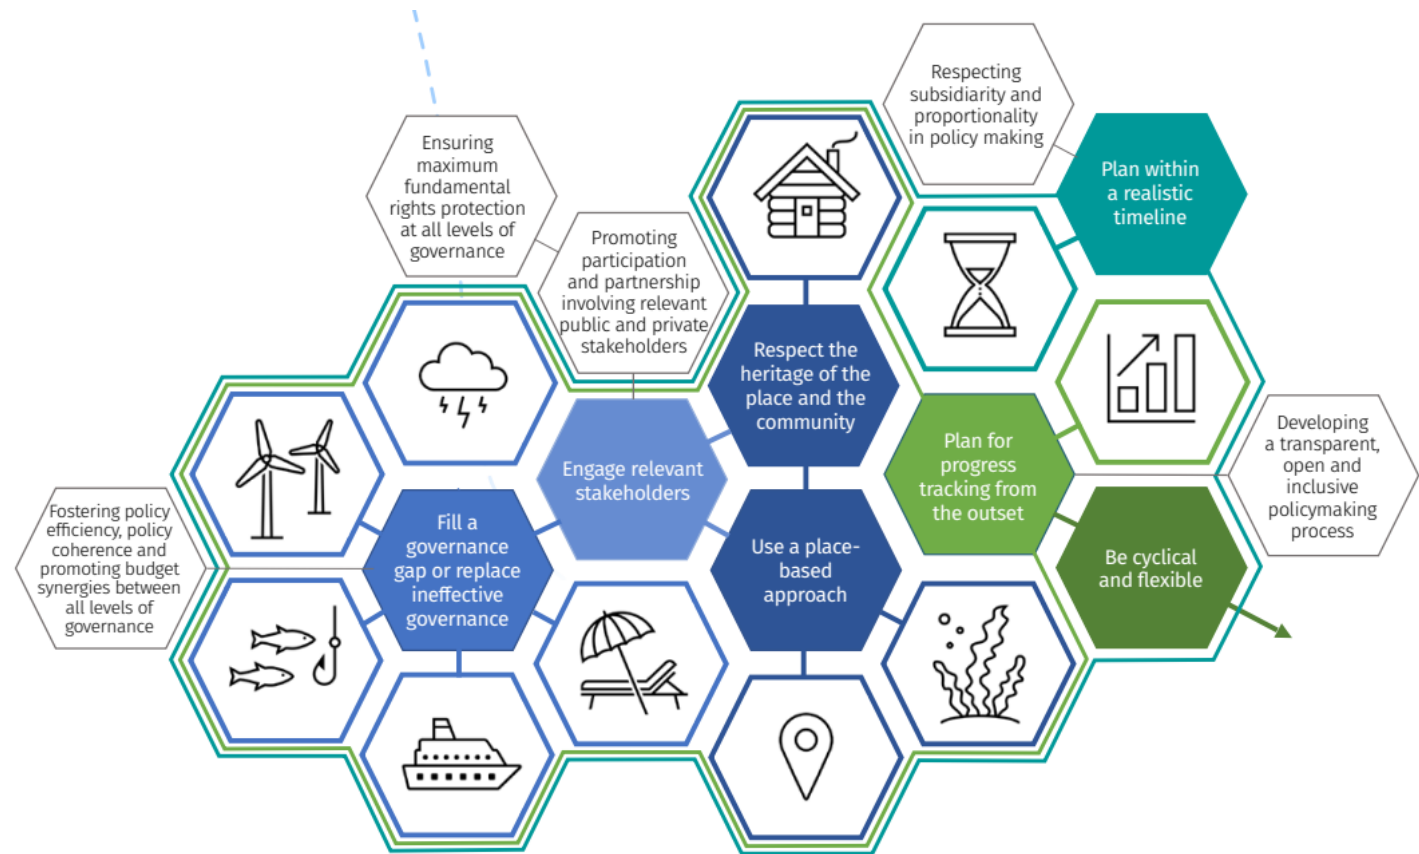 Respecting
subsidiarity and
proportionality
in policy making
Ensuring
maximum
fundamental
rights protection
at all levels of
governance
Plan within
a realistic
timeline
Promoting
participation
and partnership
involving relevant
public and private
stakeholders
Respect the
heritage of the
place and the
community
Engage relevant
stakeholders
Plan for
progress
tracking from
the outset
Developing
a transparent,
open and
inclusive
policymaking
process
Fostering policy
efficiency, policy
coherence and
promoting budget
synergies between
all levels of
governance
Fill a
governance
gap or replace
ineffective
governance
Use a place-
based
approach
Be cyclical
and flexible